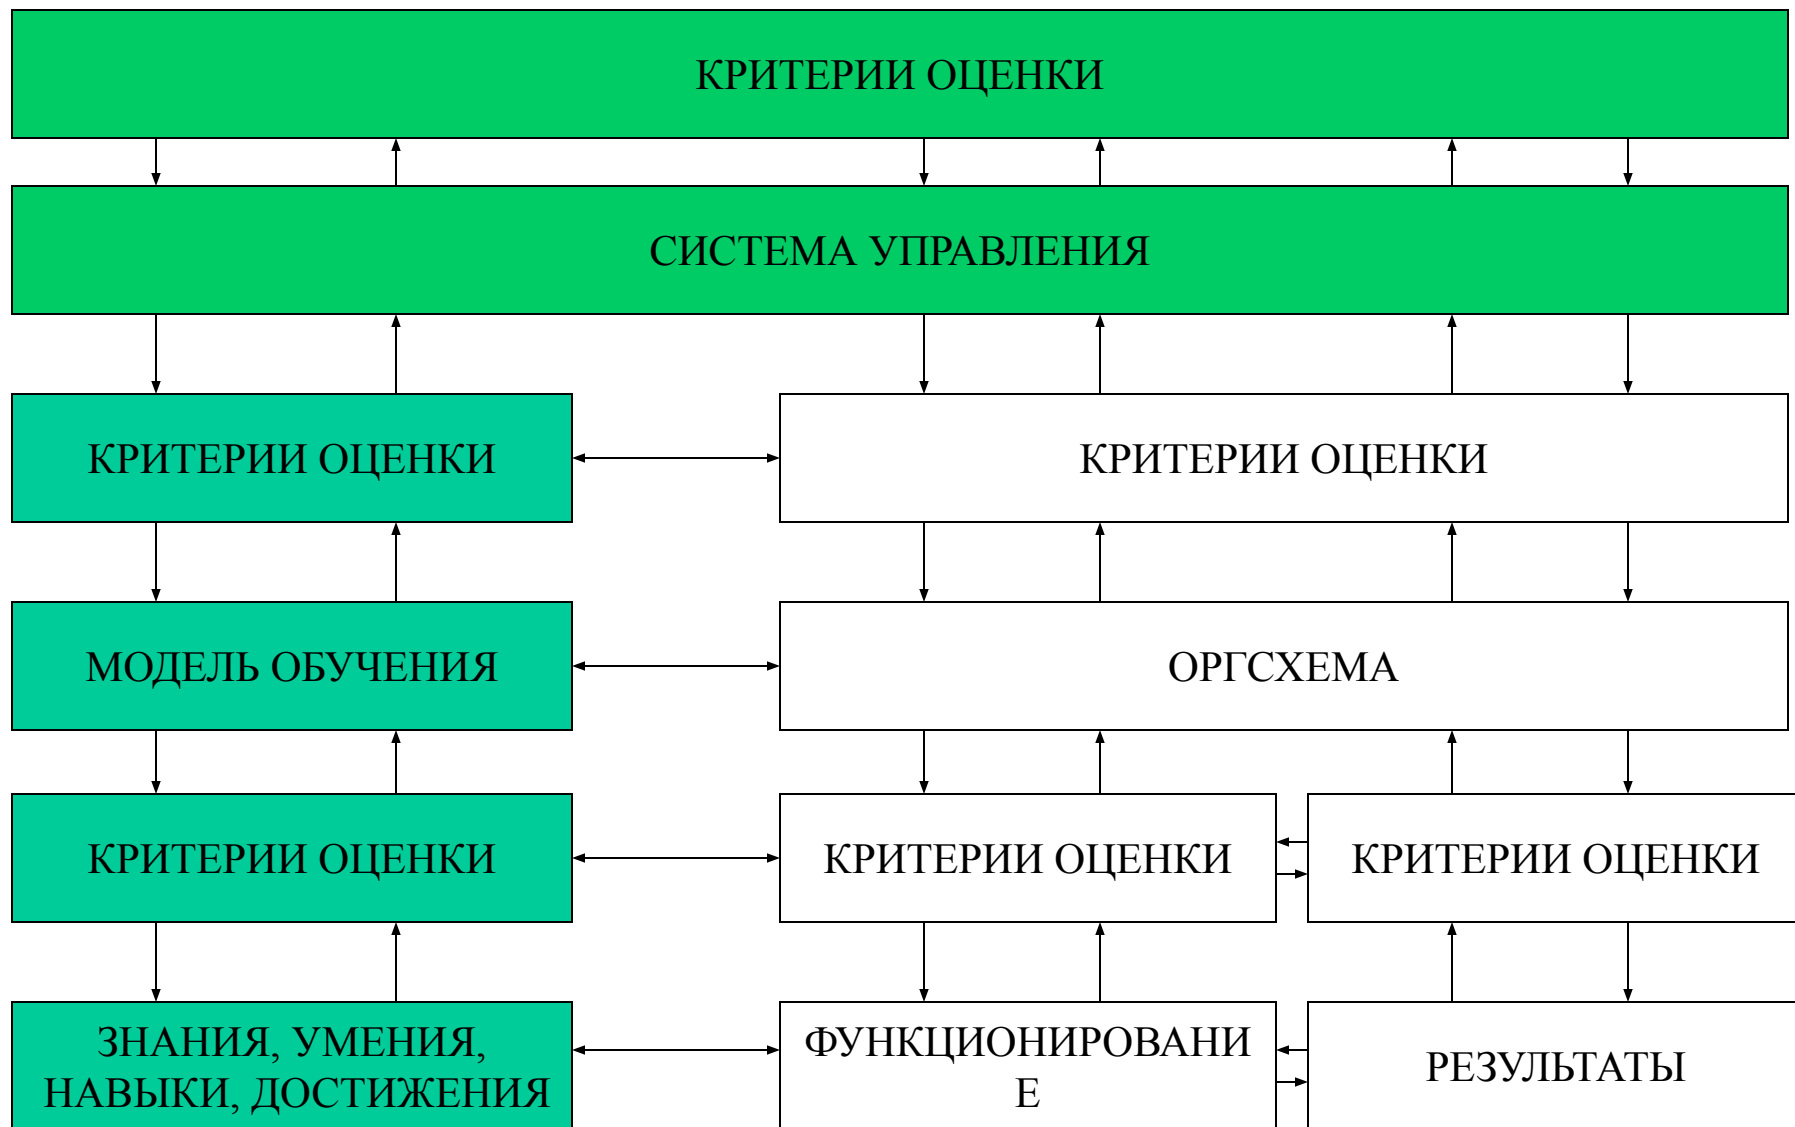 КРИТЕРИИ ОЦЕНКИ
СИСТЕМА УПРАВЛЕНИЯ
КРИТЕРИИ ОЦЕНКИ
КРИТЕРИИ ОЦЕНКИ
МОДЕЛЬ ОБУЧЕНИЯ
ОРГСХЕМА
КРИТЕРИИ ОЦЕНКИ
КРИТЕРИИ ОЦЕНКИ
КРИТЕРИИ ОЦЕНКИ
ЗНАНИЯ, УМЕНИЯ,
НАВЫКИ, ДОСТИЖЕНИЯ
ФУНКЦИОНИРОВАНИ
Е
РЕЗУЛЬТАТЫ